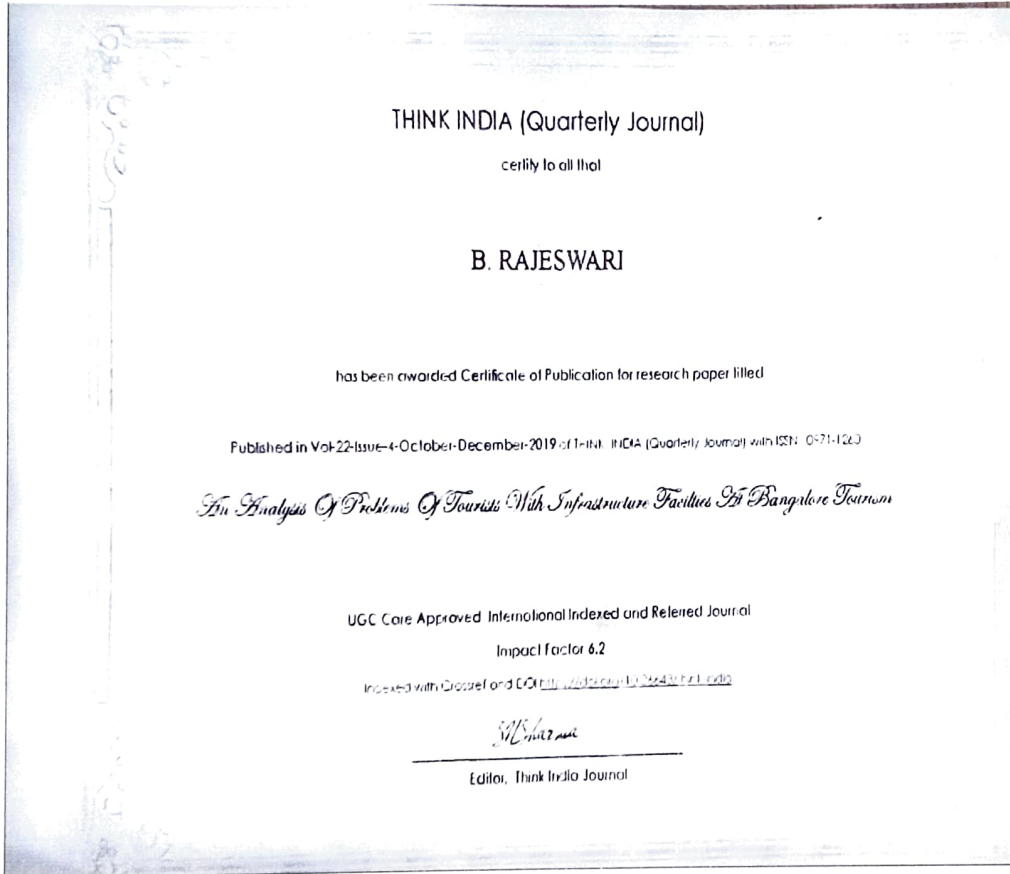 THINK INDIA (Quarterly Journal)
certify to all that
B. RAJESWARI
has been awarded Certificate of Publication for research paper titled
Published in Vol-22-Issue-4-October-December-2019 of THINK INDIA (Quarterly Journal) with ISSN: 0971-1260
An Analysis Of Problems Of Tourists With Infrastructure Facilities At Bangalore Tourism
UGC Care Approved International Indexed and Referred Journal
Impact Factor 6.2
Indexed with Crossref and DOI
Editor, Think India Journal